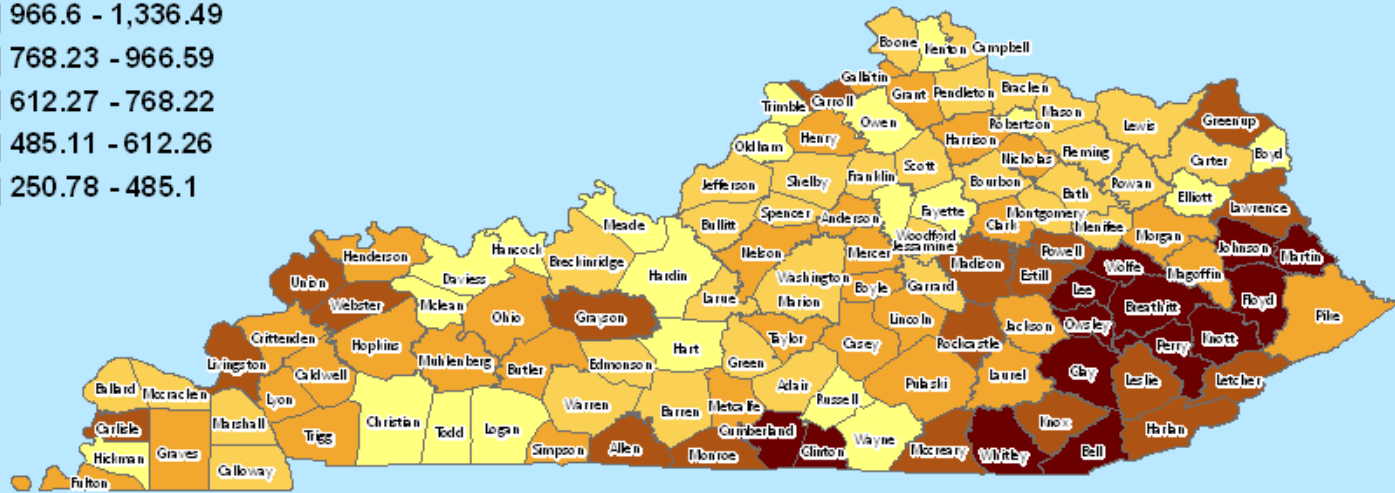 966.6 - 1,336.49
768.23 - 966.59
612.27 - 768.22
485.11 - 612.26
250.78 - 485.1
Boone
Kenton
Campbell
Gallatin
Grant
Pendleton
Bracken
Mason
Trimble
Carroll
Owen
Robertson
Lewis
Greenup
Oldham
Henry
Harrison
Nicholas
Fleming
Carter
Boyd
Jefferson
Shelby
Franklin
Scott
Bourbon
Bath
Rowan
Elliott
Lawrence
Meade
Bullitt
Spencer
Anderson
Fayette
Woodford
Jessamine
Clark
Montgomery
Menifee
Morgan
Johnson
Martin
Hancock
Henderson
Daviess
Breckinridge
Hardin
Nelson
Washington
Mercer
Madison
Estill
Powell
Wolfe
Magoffin
Floyd
Pike
Union
Webster
Mclean
Ohio
Grayson
Larue
Marion
Boyle
Garrard
Lee
Breathitt
Owsley
Jackson
Lincoln
Rockcastle
Perry
Knott
Livingston
Crittenden
Hopkins
Muhlenberg
Butler
Edmonson
Hart
Green
Taylor
Casey
Pulaski
Laurel
Clay
Leslie
Letcher
Ballard
Mccracken
Lyon
Caldwell
Warren
Barren
Metcalfe
Adair
Russell
Knox
Harlan
Carlisle
Graves
Marshall
Trigg
Christian
Todd
Logan
Simpson
Allen
Monroe
Cumberland
Clinton
Wayne
Mccreary
Whitley
Bell
Hickman
Fulton
Calloway